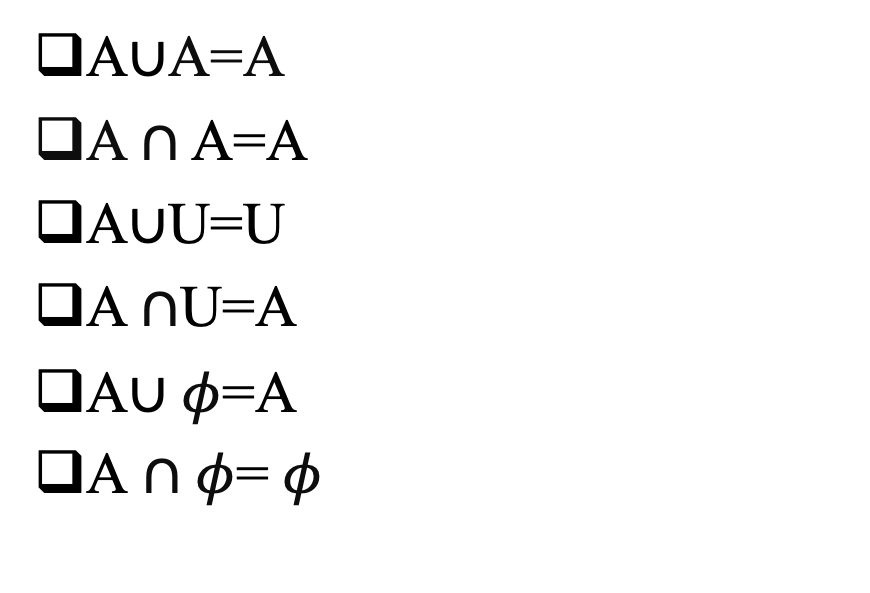 ❑A∪A=A
❑A ∩ A=A
❑A∪U=U
❑A ∩U=A
❑A∪ ϕ=A
❑A ∩ ϕ= ϕ